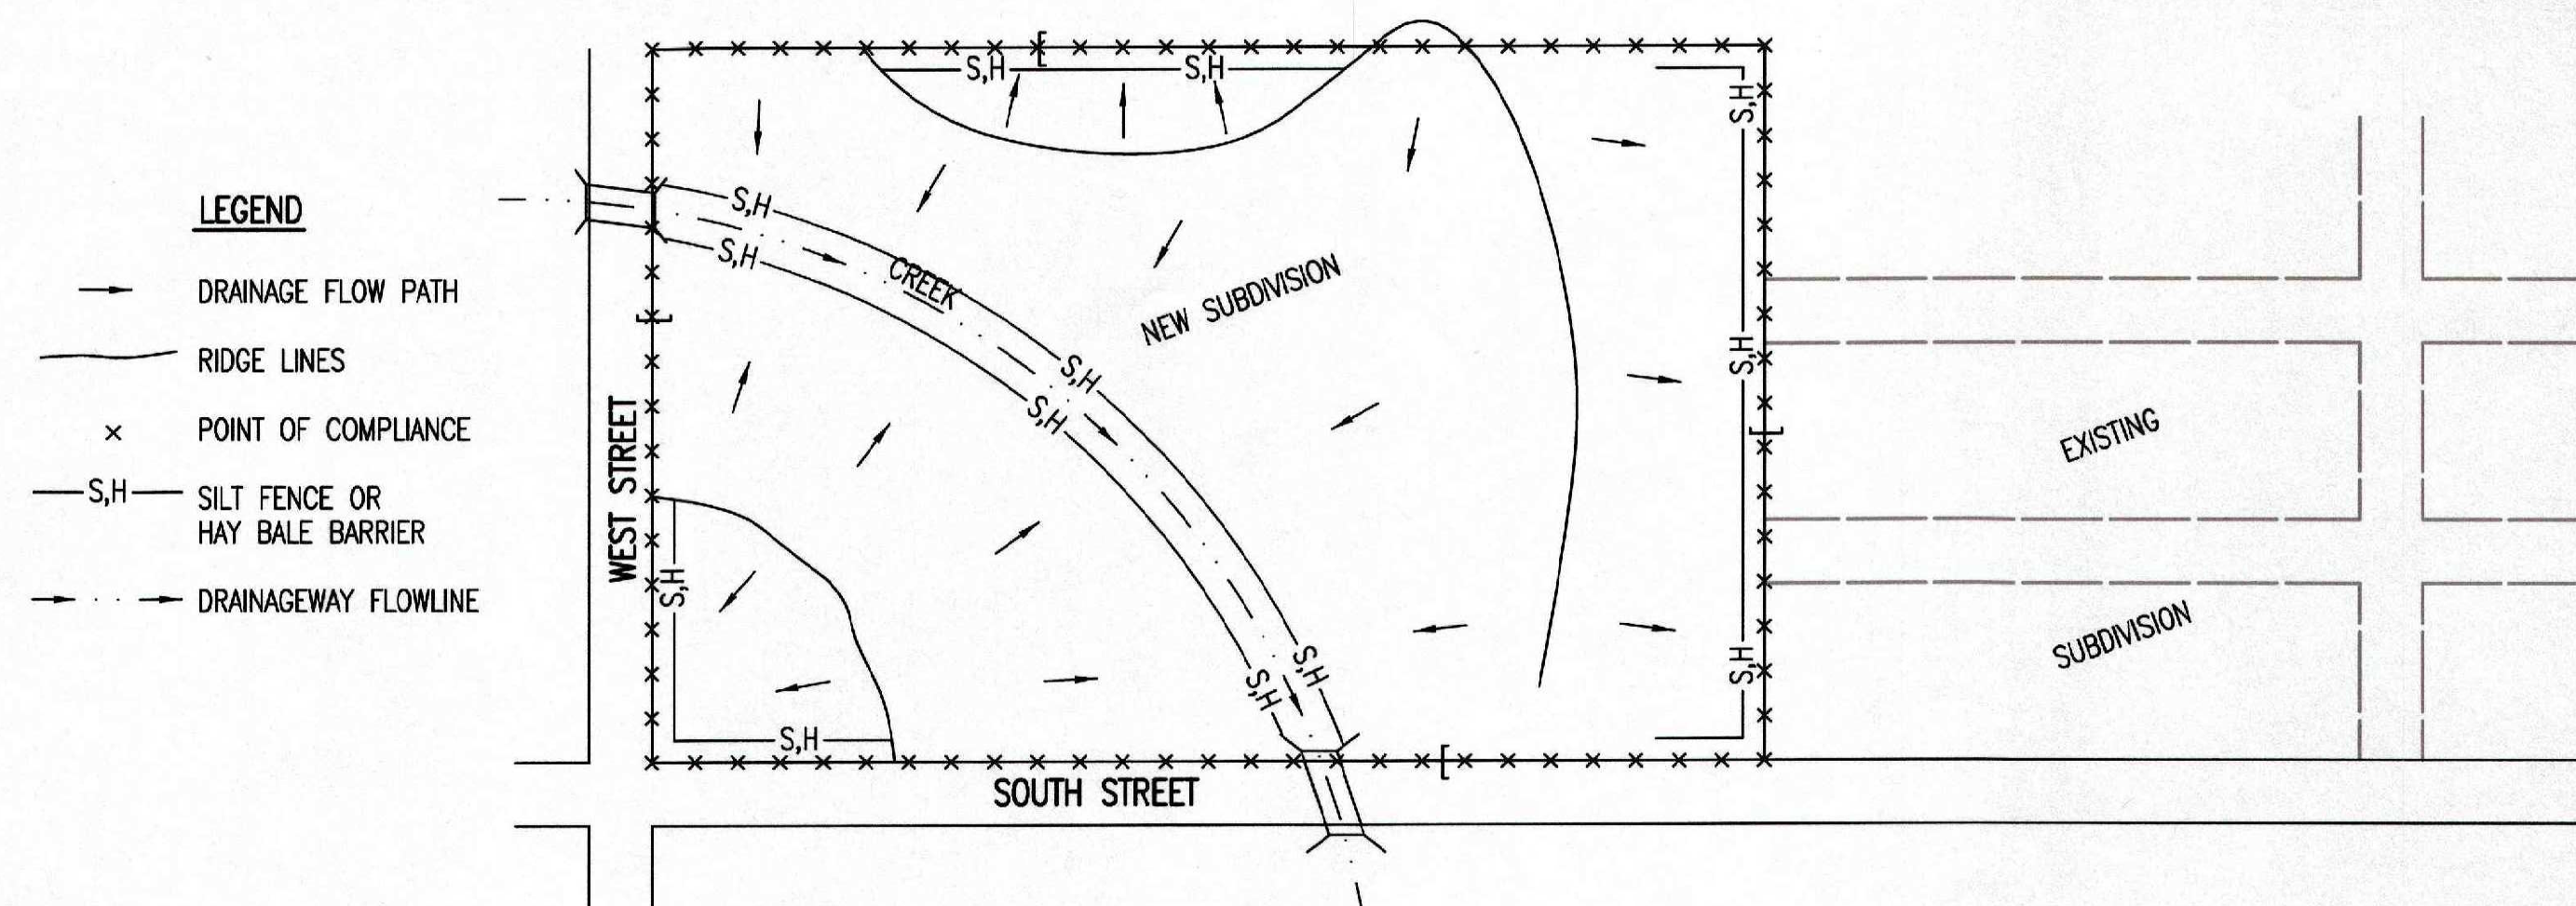 LEGEND
DRAINAGE FLOW PATH
RIDGE LINES
POINT OF COMPLIANCE
S,H
SILT FENCE OR
HAY BALE BARRIER
DRAINAGEWAY FLOWLINE
S,H
S,H
S,H
S,H
S,H
CREEK
NEW SUBDIVISION
S,H
S,H
S,H
WEST STREET
EXISTING
S,H
S,H
S,H
S,H
SUBDIVISION
S,H
SOUTH STREET